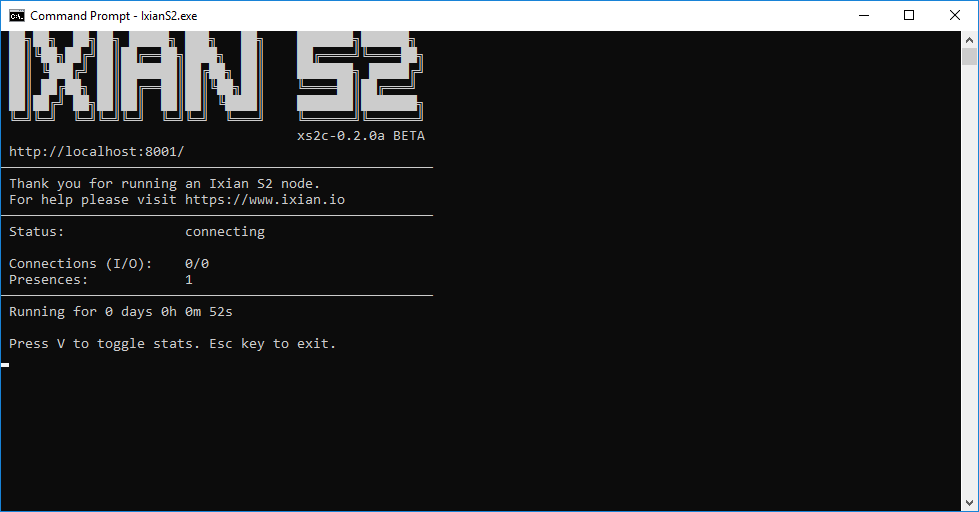 Command Prompt - IxianS2.exe
IXIAN S2
xs2c-0.2.0a BETA
http://localhost:8001/
Thank you for running an Ixian S2 node.
For help please visit https://www.ixian.io
Status: connecting
Connections (I/O): 0/0
Presences: 1
Running for 0 days 0h 0m 52s
Press V to toggle stats. Esc key to exit.